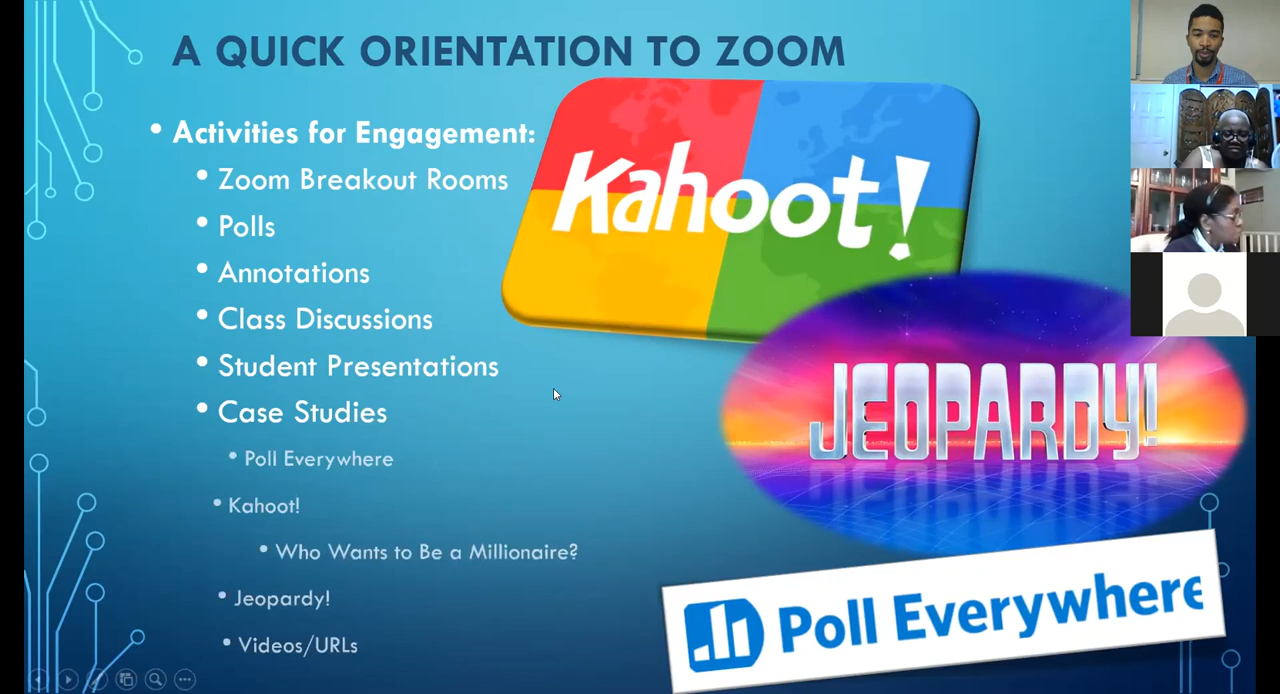 A QUICK ORIENTATION TO ZOOM
• Activities for Engagement:
• Zoom Breakout Rooms
• Polls
• Annotations
• Class Discussions
• Student Presentations
• Case Studies
• Poll Everywhere
• Kahoot!
• Who Wants to Be a Millionaire?
• Jeopardy!
• Videos/URLs
Kahoot!
JEOPARDY!
Poll Everywhere